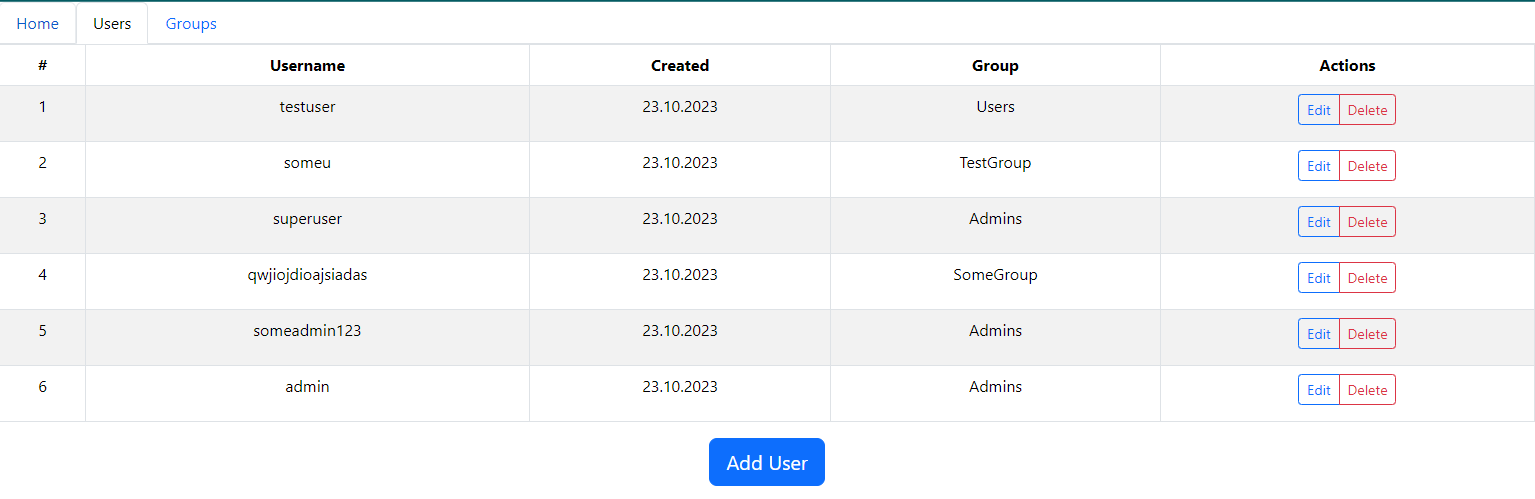 Home Users Groups
# Username Created Group Actions
1 testuser 23.10.2023 Users Edit Delete
2 someu 23.10.2023 TestGroup Edit Delete
3 superuser 23.10.2023 Admins Edit Delete
4 qwjiojdioajsiadas 23.10.2023 SomeGroup Edit Delete
5 someadmin123 23.10.2023 Admins Edit Delete
6 admin 23.10.2023 Admins Edit Delete
Add User